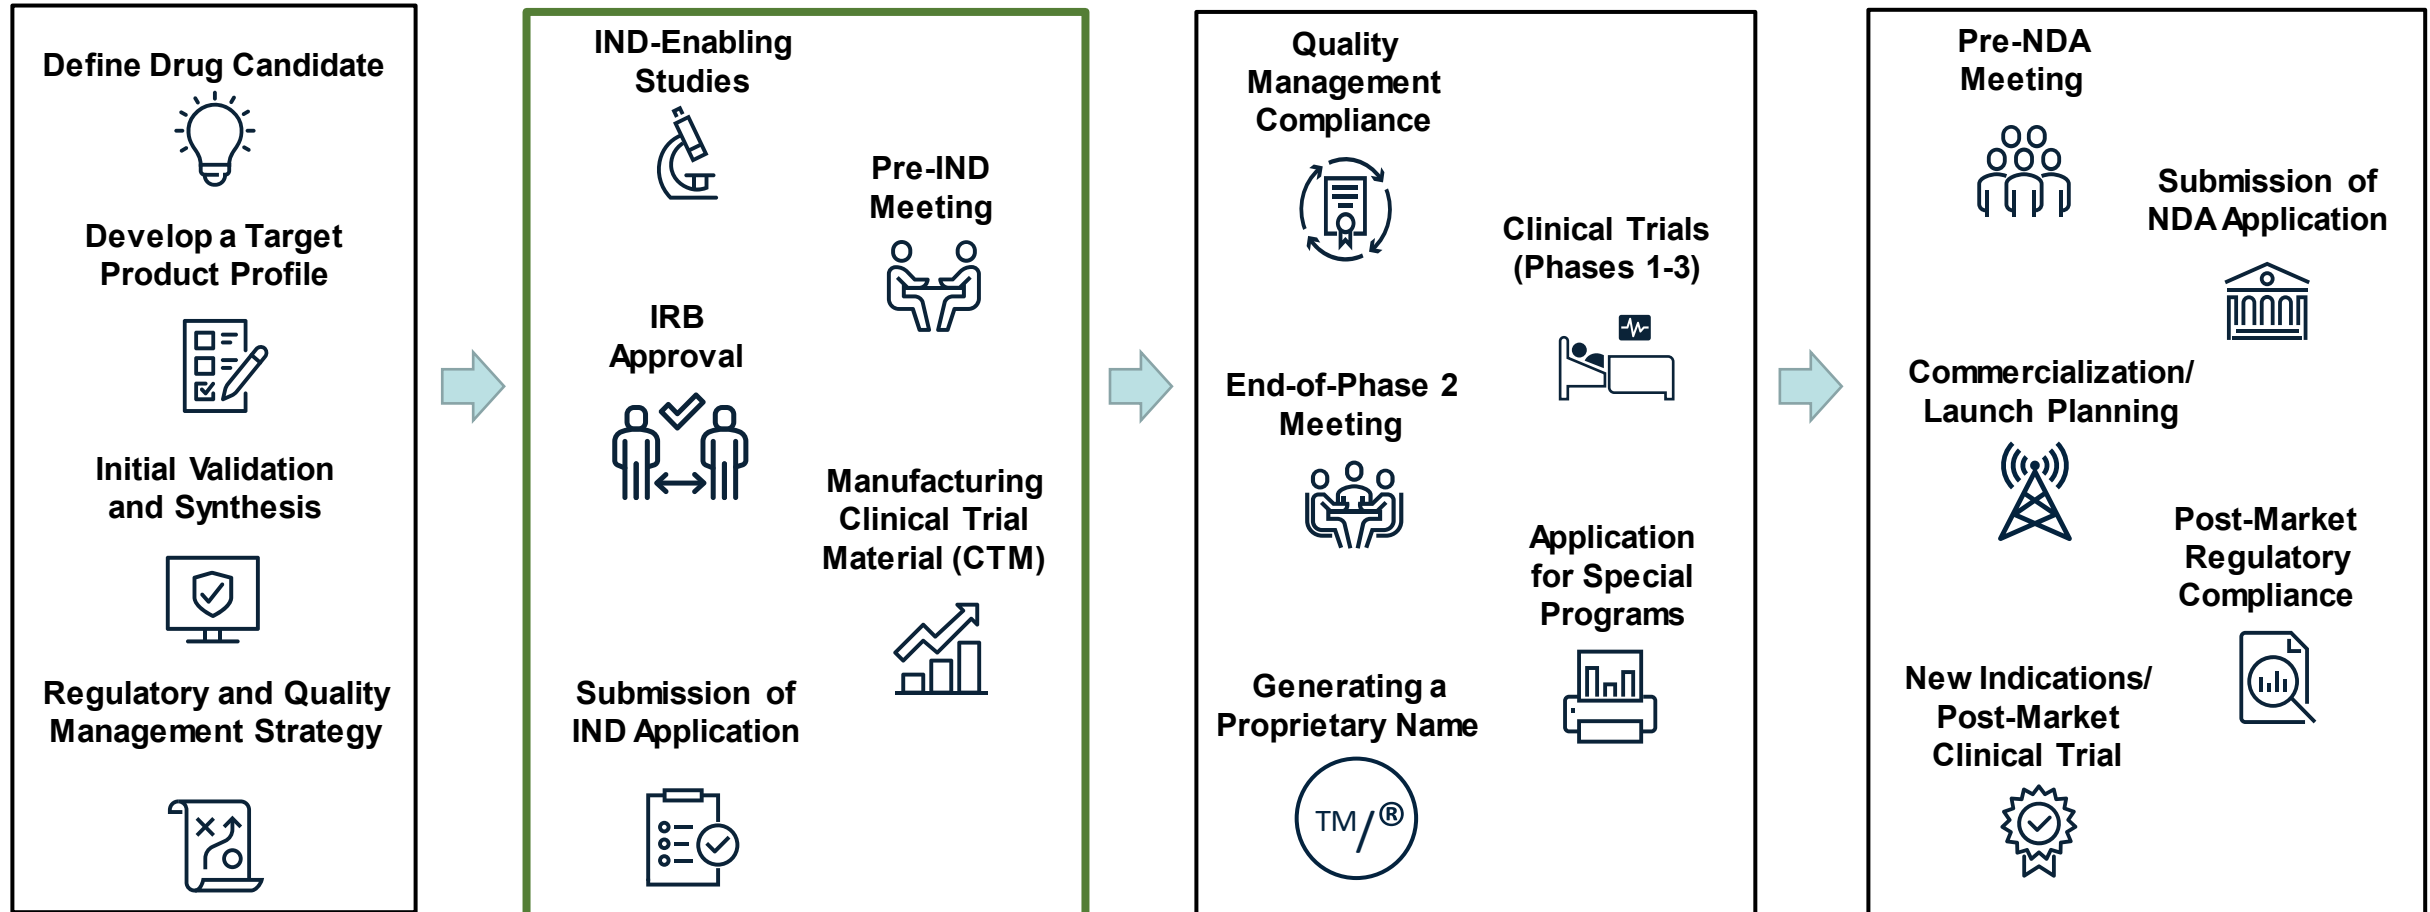 Define Drug Candidate
Develop a Target
Product Profile
Initial Validation
and Synthesis
Regulatory and Quality
Management Strategy
IND-Enabling
Studies
Pre-IND
Meeting
IRB
Approval
Manufacturing
Clinical Trial
Material (CTM)
Submission of
IND Application
Quality
Management
Compliance
Clinical Trials
(Phases 1-3)
End-of-Phase 2
Meeting
Application
for Special
Programs
Generating a
Proprietary Name
TM/®
Pre-NDA
Meeting
Submission of
NDA Application
Commercialization/
Launch Planning
Post-Market
Regulatory
Compliance
New Indications/
Post-Market
Clinical Trial